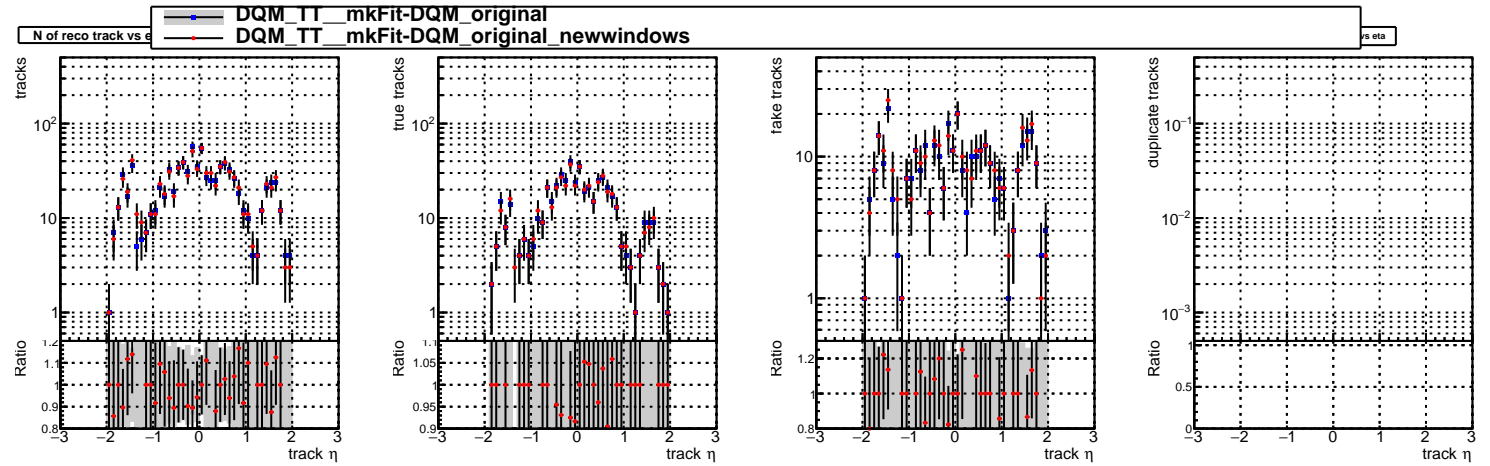 DQM_TT__mkFit-DQM_original
DQM_TT__mkFit-DQM_original_newwindows
N of reco track vs e
vs eta
tracks
10²
10
1
Ratio
1.2
1.1
1
0.9
0.8
−3 −2 −1 0 1 2 3
track η
true tracks
10²
10
1
Ratio
1.1
1.05
1
0.95
0.9
−3 −2 −1 0 1 2 3
track η
fake tracks
10
1
Ratio
1.2
1
0.8
−3 −2 −1 0 1 2 3
track η
duplicate tracks
10⁻¹
10⁻²
10⁻³
Ratio
1
0.5
0
−3 −2 −1 0 1 2 3
track η